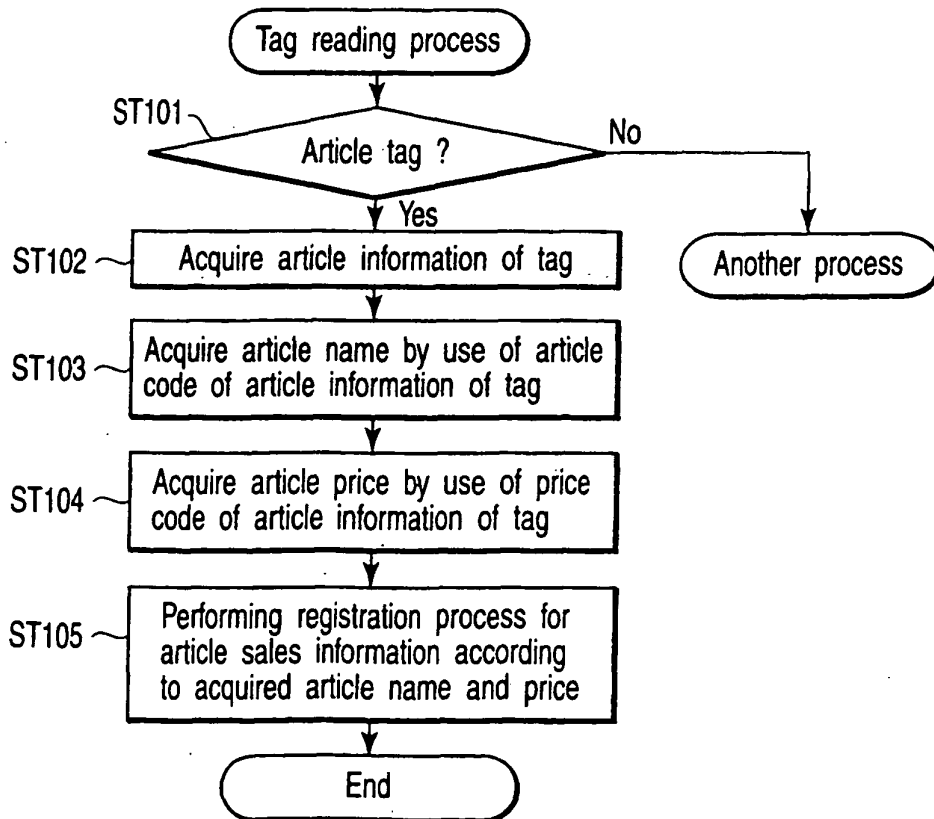 Tag reading process
ST101
Article tag ?
No
Yes
ST102
Acquire article information of tag
Another process
ST103
Acquire article name by use of article
code of article information of tag
ST104
Acquire article price by use of price
code of article information of tag
ST105
Performing registration process for
article sales information according
to acquired article name and price
End